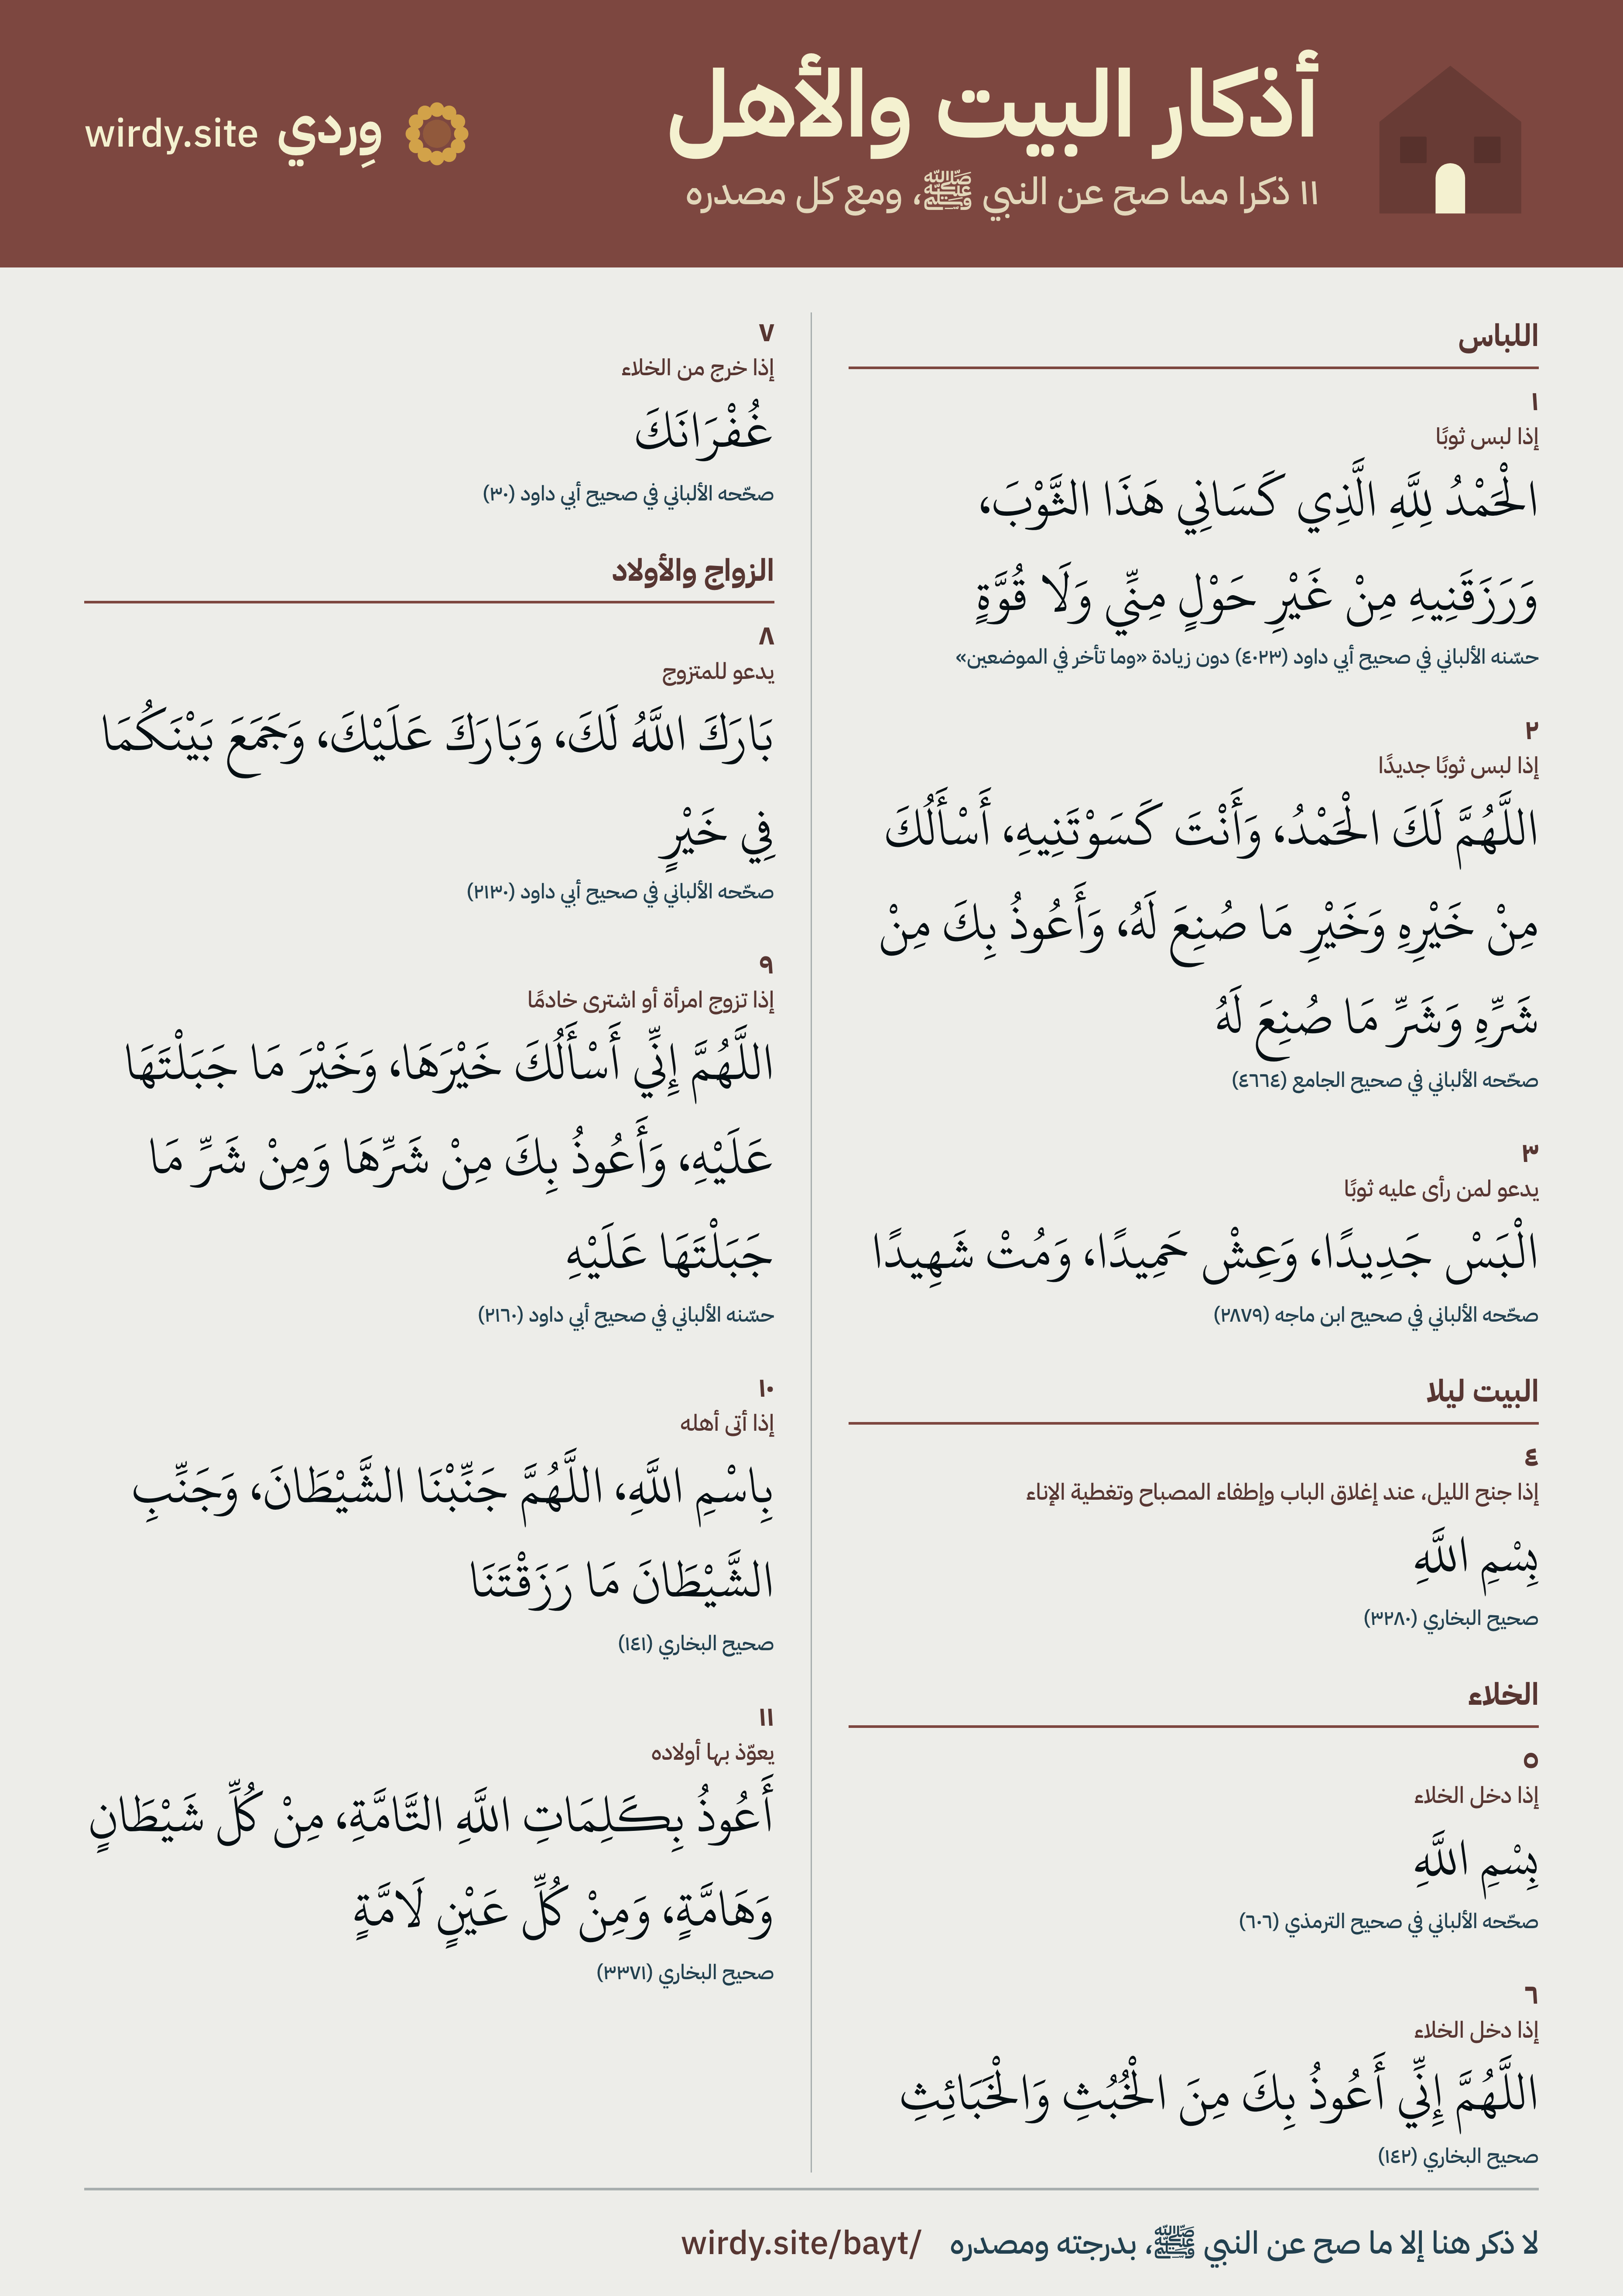 أذكار البيت والأهل
١١ ذكرا مما صح عن النبي ﷺ، ومع كل مصدره
وِردي wirdy.site
اللباس
١
إذا لبس ثوبًا
الْحَمْدُ لِلَّهِ الَّذِي كَسَانِي هَذَا الثَّوْبَ،
وَرَزَقَنِيهِ مِنْ غَيْرِ حَوْلٍ مِنِّي وَلَا قُوَّةٍ
حسّنه الألباني في صحيح أبي داود (٤٠٢٣) دون زيادة «وما تأخر في الموضعين»
٢
إذا لبس ثوبًا جديدًا
اللَّهُمَّ لَكَ الْحَمْدُ، وَأَنْتَ كَسَوْتَنِيهِ، أَسْأَلُكَ
مِنْ خَيْرِهِ وَخَيْرِ مَا صُنِعَ لَهُ، وَأَعُوذُ بِكَ مِنْ
شَرِّهِ وَشَرِّ مَا صُنِعَ لَهُ
صحّحه الألباني في صحيح الجامع (٤٦٦٤)
٣
يدعو لمن رأى عليه ثوبًا
الْبَسْ جَدِيدًا، وَعِشْ حَمِيدًا، وَمُتْ شَهِيدًا
صحّحه الألباني في صحيح ابن ماجه (٢٨٧٩)
البيت ليلا
٤
إذا جنح الليل، عند إغلاق الباب وإطفاء المصباح وتغطية الإناء
بِسْمِ اللَّهِ
صحيح البخاري (٣٢٨٠)
الخلاء
٥
إذا دخل الخلاء
بِسْمِ اللَّهِ
صحّحه الألباني في صحيح الترمذي (٦٠٦)
٦
إذا دخل الخلاء
اللَّهُمَّ إِنِّي أَعُوذُ بِكَ مِنَ الْخُبُثِ وَالْخَبَائِثِ
صحيح البخاري (١٤٢)
٧
إذا خرج من الخلاء
غُفْرَانَكَ
صحّحه الألباني في صحيح أبي داود (٣٠)
الزواج والأولاد
٨
يدعو للمتزوج
بَارَكَ اللَّهُ لَكَ، وَبَارَكَ عَلَيْكَ، وَجَمَعَ بَيْنَكُمَا
فِي خَيْرٍ
صحّحه الألباني في صحيح أبي داود (٢١٣٠)
٩
إذا تزوج امرأة أو اشترى خادمًا
اللَّهُمَّ إِنِّي أَسْأَلُكَ خَيْرَهَا، وَخَيْرَ مَا جَبَلْتَهَا
عَلَيْهِ، وَأَعُوذُ بِكَ مِنْ شَرِّهَا وَمِنْ شَرِّ مَا
جَبَلْتَهَا عَلَيْهِ
حسّنه الألباني في صحيح أبي داود (٢١٦٠)
١٠
إذا أتى أهله
بِاسْمِ اللَّهِ، اللَّهُمَّ جَنِّبْنَا الشَّيْطَانَ، وَجَنِّبِ
الشَّيْطَانَ مَا رَزَقْتَنَا
صحيح البخاري (١٤١)
١١
يعوّذ بها أولاده
أَعُوذُ بِكَلِمَاتِ اللَّهِ التَّامَّةِ، مِنْ كُلِّ شَيْطَانٍ
وَهَامَّةٍ، وَمِنْ كُلِّ عَيْنٍ لَامَّةٍ
صحيح البخاري (٣٣٧١)
لا ذكر هنا إلا ما صح عن النبي ﷺ، بدرجته ومصدره wirdy.site/bayt/